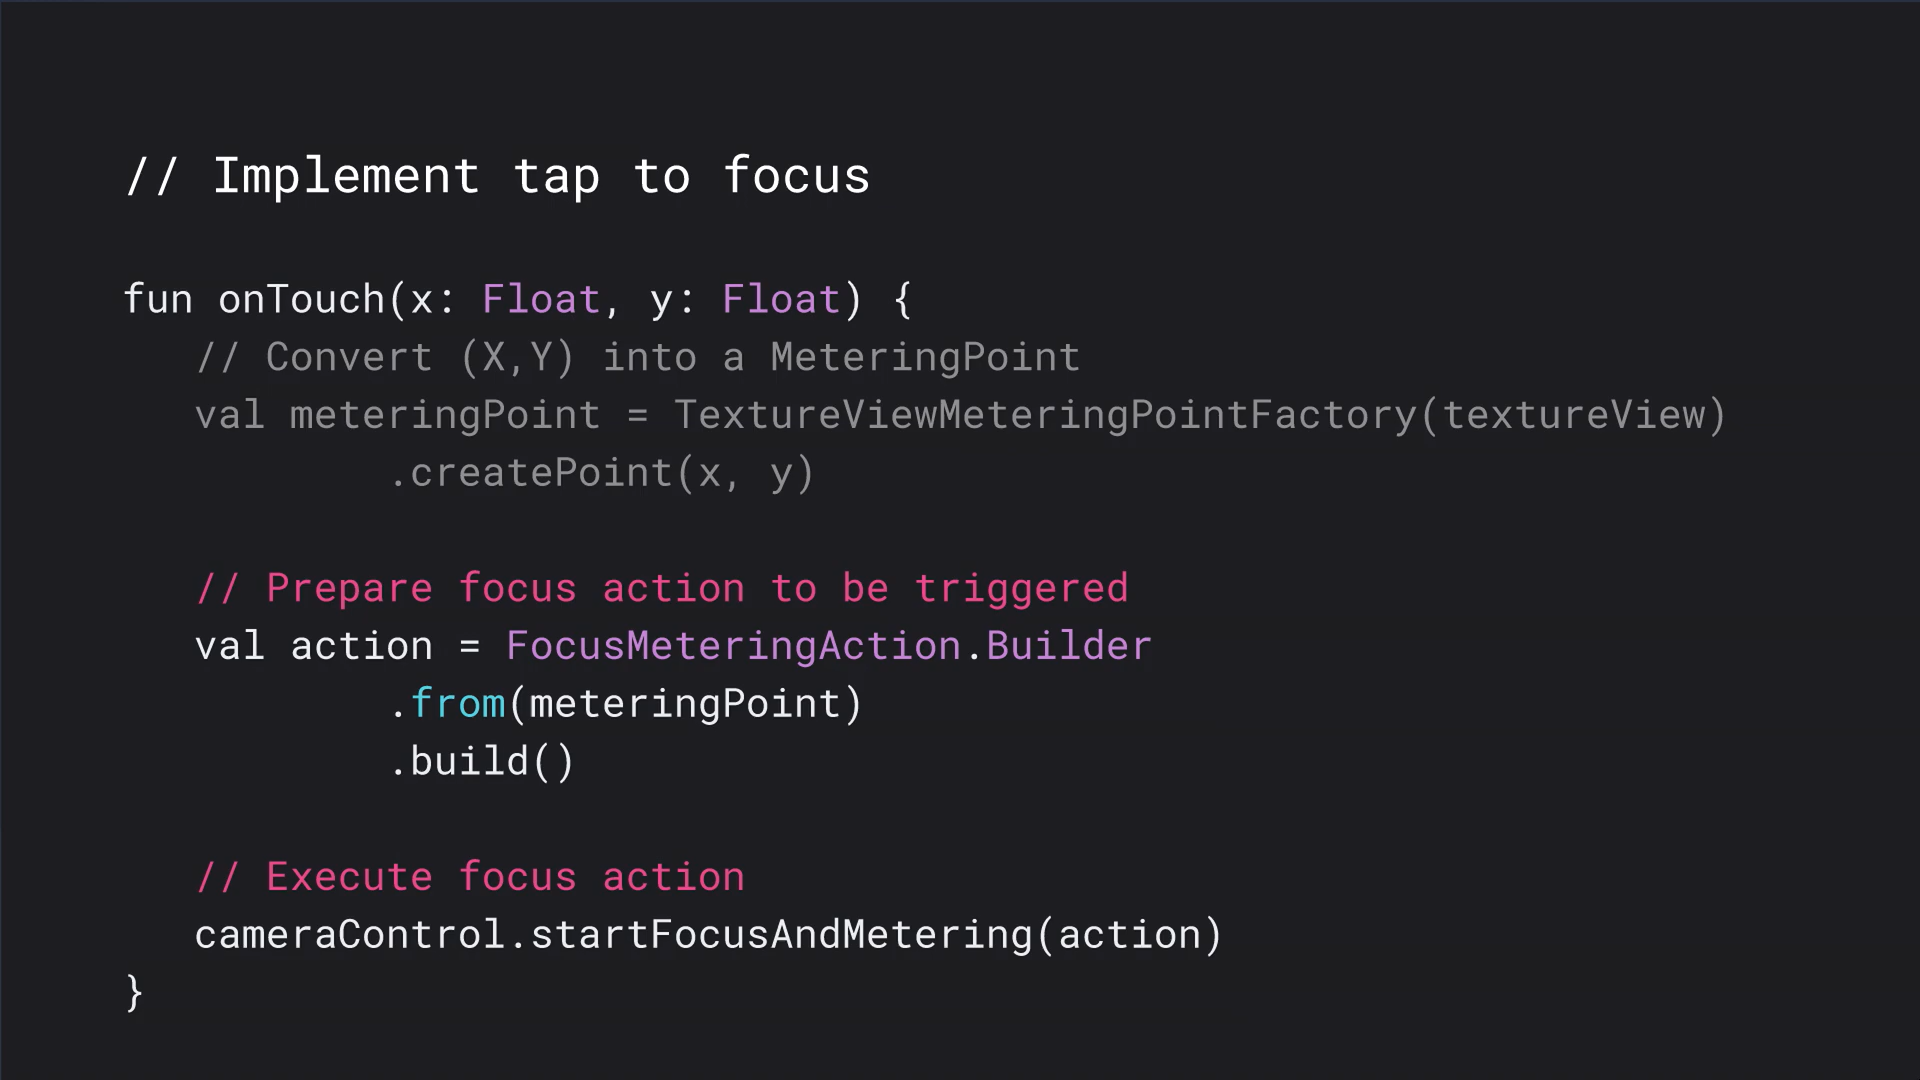 // Implement tap to focus
fun onTouch(x: Float, y: Float) {
// Convert (X,Y) into a MeteringPoint
val meteringPoint = TextureViewMeteringPointFactory(textureView)
.createPoint(x, y)
// Prepare focus action to be triggered
val action = FocusMeteringAction.Builder
.from(meteringPoint)
.build()
// Execute focus action
cameraControl.startFocusAndMetering(action)
}